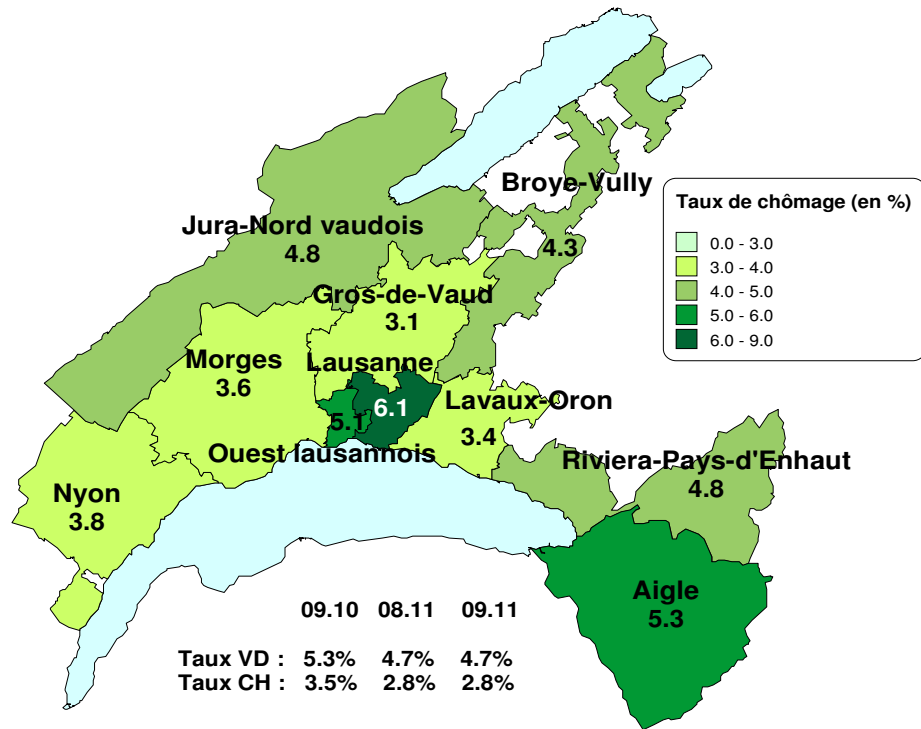 Broye-Vully
4.3
Taux de chômage (en %)
0.0 - 3.0
3.0 - 4.0
4.0 - 5.0
5.0 - 6.0
6.0 - 9.0
Jura-Nord vaudois
4.8
Gros-de-Vaud
3.1
Morges
3.6
Lausanne
6.1
5.1
Ouest lausannois
Lavaux-Oron
3.4
Riviera-Pays-d'Enhaut
4.8
Nyon
3.8
Aigle
5.3
09.10 08.11 09.11
Taux VD : 5.3% 4.7% 4.7%
Taux CH : 3.5% 2.8% 2.8%